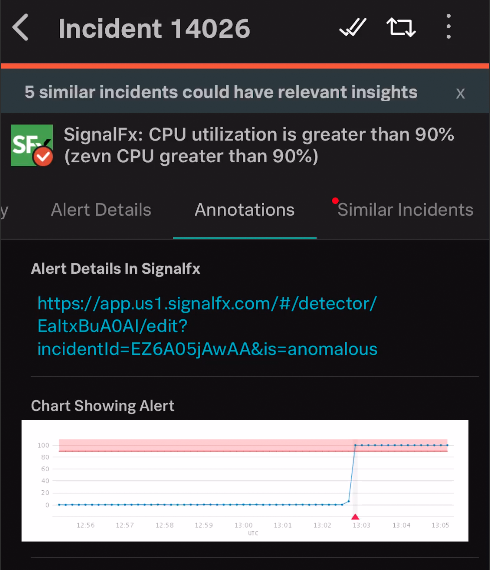 Incident 14026
5 similar incidents could have relevant insights x
SFx
SignalFx: CPU utilization is greater than 90%
(zevn CPU greater than 90%)
y Alert Details Annotations Similar Incidents
Alert Details In Signalfx
https://app.us1.signalfx.com/#/detector/
EaItxBuA0AI/edit?
incidentId=EZ6A05jAwAA&is=anomalous
Chart Showing Alert
100
80
60
40
20
0
12:56 12:57 12:58 12:59 13:00 13:01 13:02 13:03 13:04 13:05
UTC